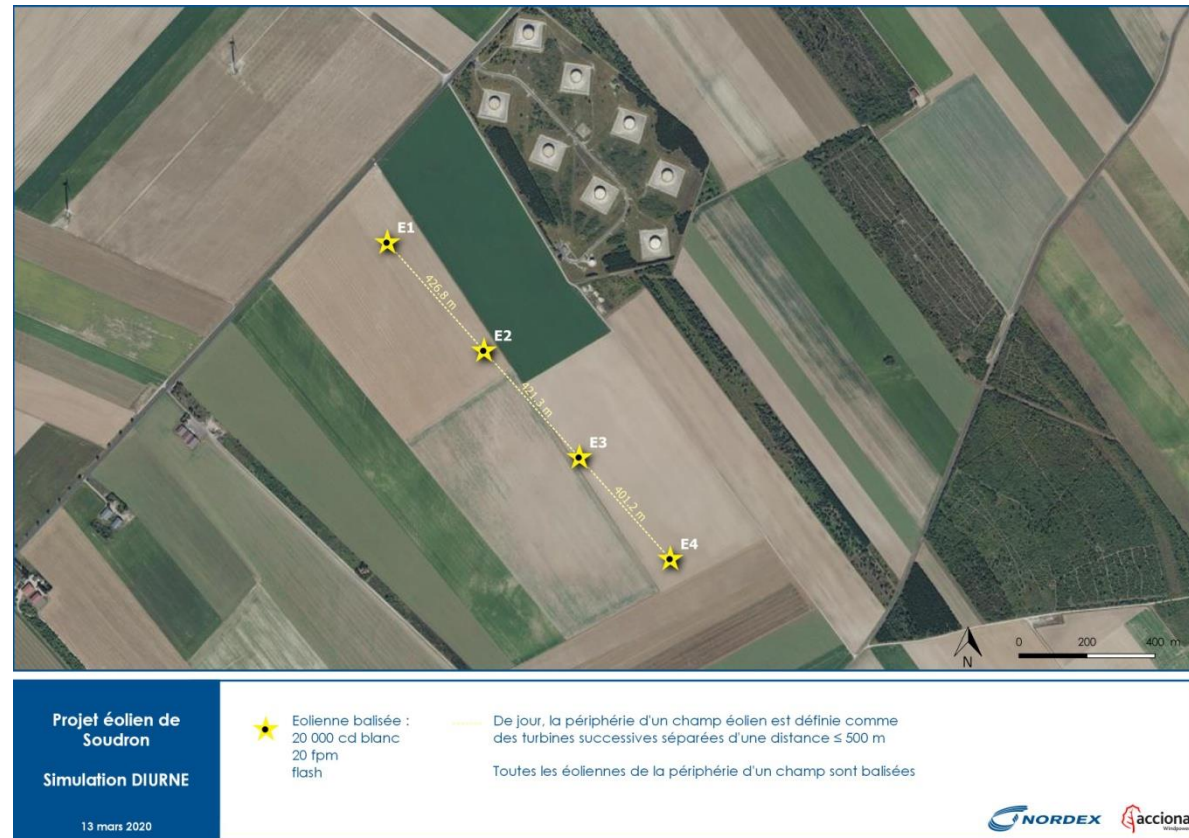 E1
426.8 m
E2
421.3 m
E3
401.2 m
E4
0 200 400 m
N
Projet éolien de
Soudron
Simulation DIURNE
13 mars 2020
Eolienne balisée :
20 000 cd blanc
20 fpm
flash
De jour, la périphérie d'un champ éolien est définie comme
des turbines successives séparées d'une distance ≤ 500 m
Toutes les éoliennes de la périphérie d'un champ sont balisées
NORDEX
acciona
Windpower